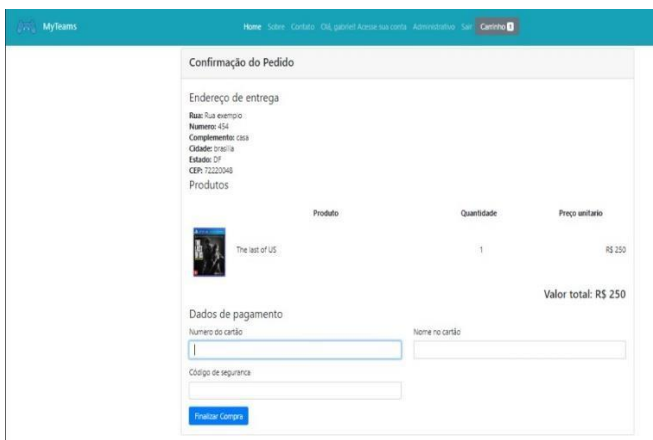 MyTeams
Home Sobre Contato Olá, gabriel! Acesse sua conta Administrativo Sair Carrinho 1
Confirmação do Pedido
Endereço de entrega
Rua: Rua exemplo
Numero: 454
Complemento: casa
Cidade: brasilia
Estado: DF
CEP: 72220048
Produtos
Produto Quantidade Preço unitario
The last of US 1 R$ 250
Valor total: R$ 250
Dados de pagamento
Numero do cartão Nome no cartão
Código de seguranca
Finalizar Compra